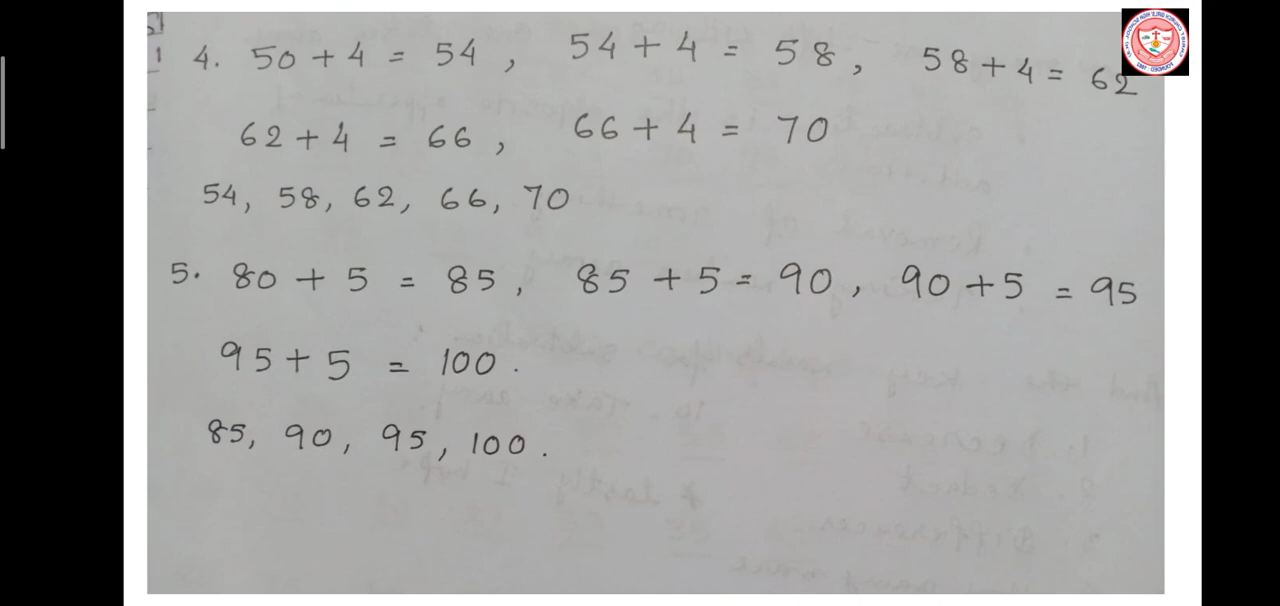 4. 50 + 4 = 54 , 54 + 4 = 58 , 58 + 4 = 62
62 + 4 = 66 , 66 + 4 = 70
54, 58, 62, 66, 70
5. 80 + 5 = 85 , 85 + 5 = 90 , 90 + 5 = 95
95 + 5 = 100 .
85, 90, 95, 100 .